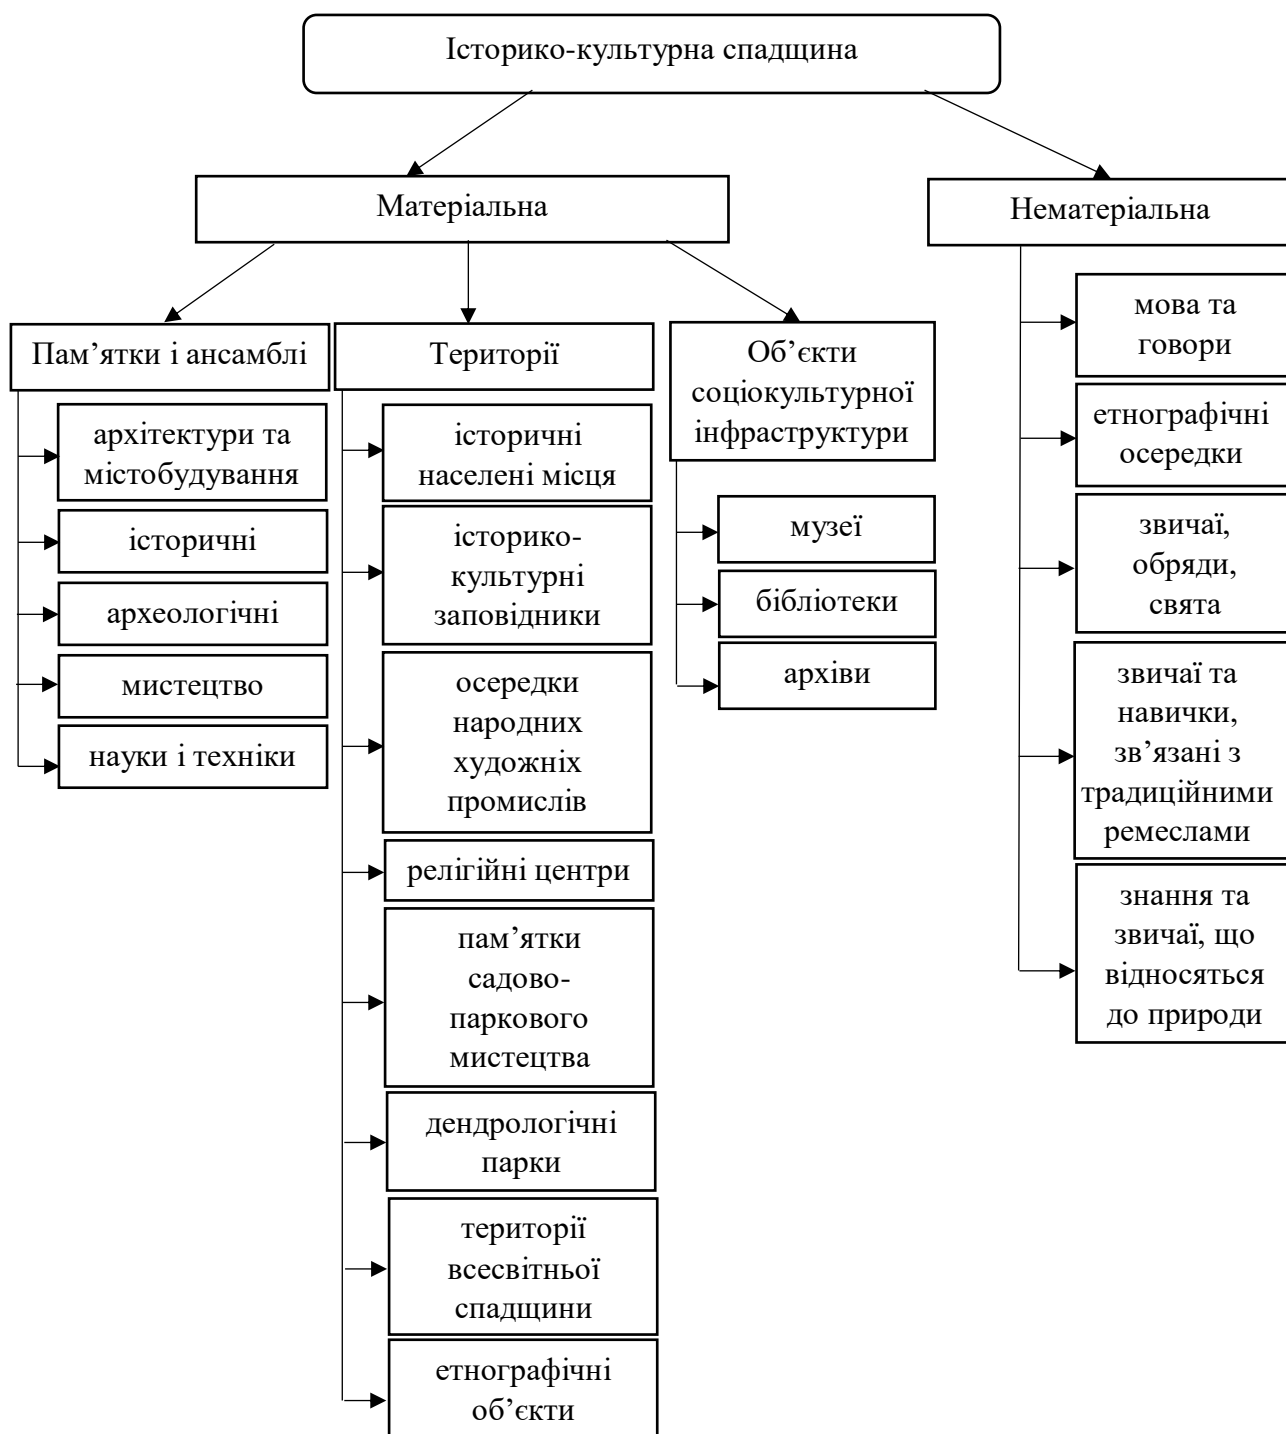 Історико-культурна спадщина
Матеріальна
Нематеріальна
Пам’ятки і ансамблі
архітектури та
містобудування
історичні
археологічні
мистецтво
науки і техніки
Території
історичні
населені місця
історико-
культурні
заповідники
осередки
народних
художніх
промислів
релігійні центри
пам’ятки
садово-
паркового
мистецтва
дендрологічні
парки
території
всесвітньої
спадщини
етнографічні
об’єкти
Об’єкти
соціокультурної
інфраструктури
музеї
бібліотеки
архіви
мова та
говори
етнографічні
осередки
звичаї,
обряди,
свята
звичаї та
навички,
зв’язані з
традиційними
ремеслами
знання та
звичаї, що
відносяться
до природи